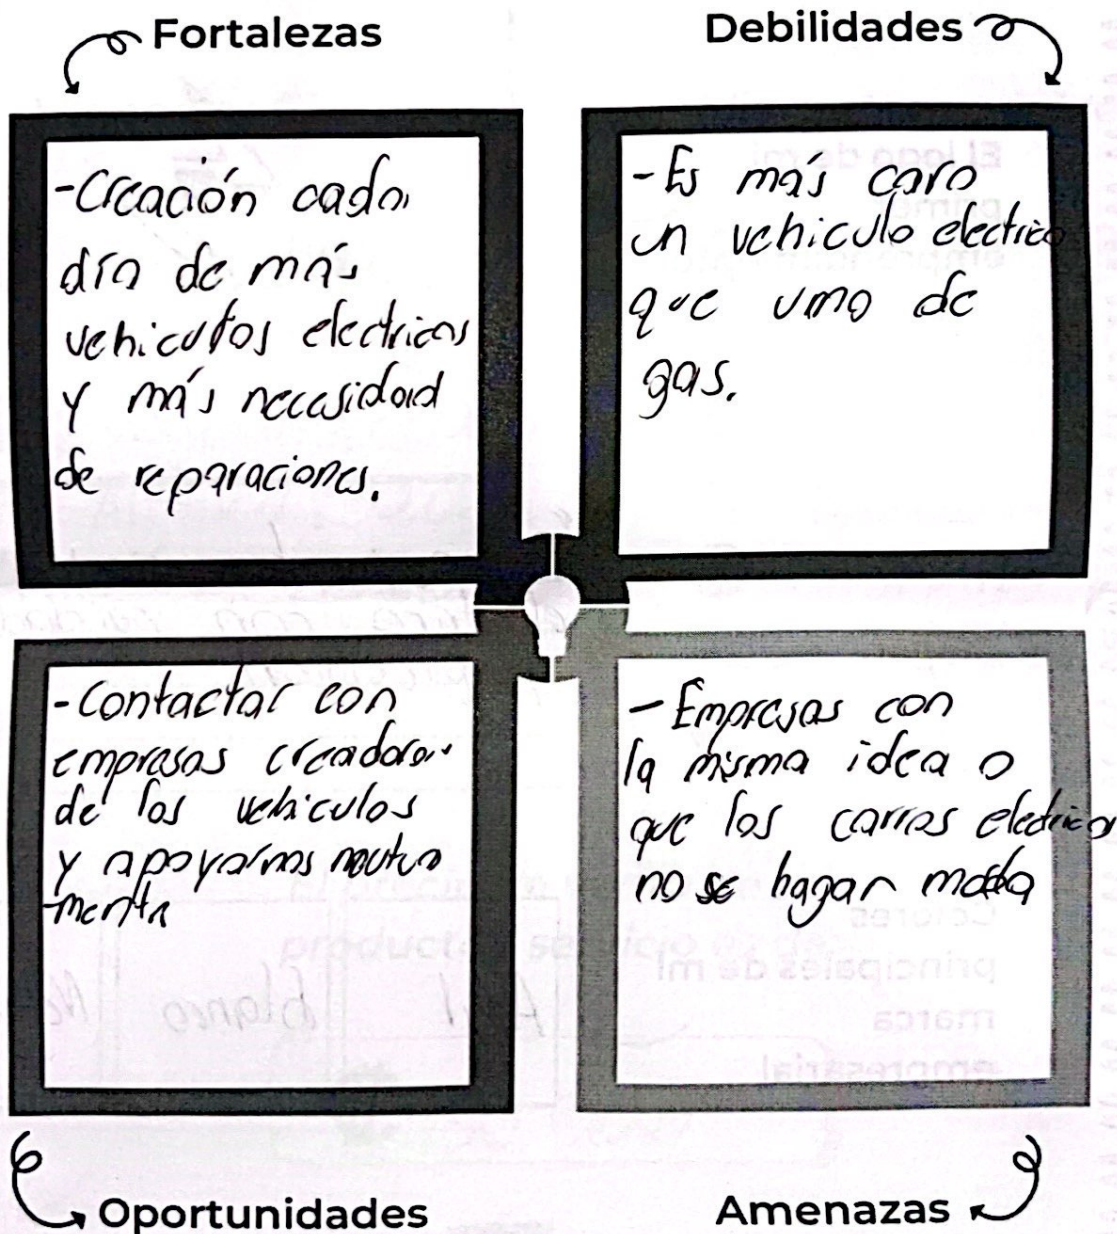 Fortalezas
-Creación cada
día de más
vehiculos electricos
y más necesidad
de reparaciones.
Debilidades
-Es más caro
un vehiculo electrico
que uno de
gas.
-Contactar con
empresas creadoras
de los vehiculos
y apoyarnos mutua
-mente
Oportunidades
-Empresas con
la misma idea o
que los carros electricos
no se hagan moda
Amenazas